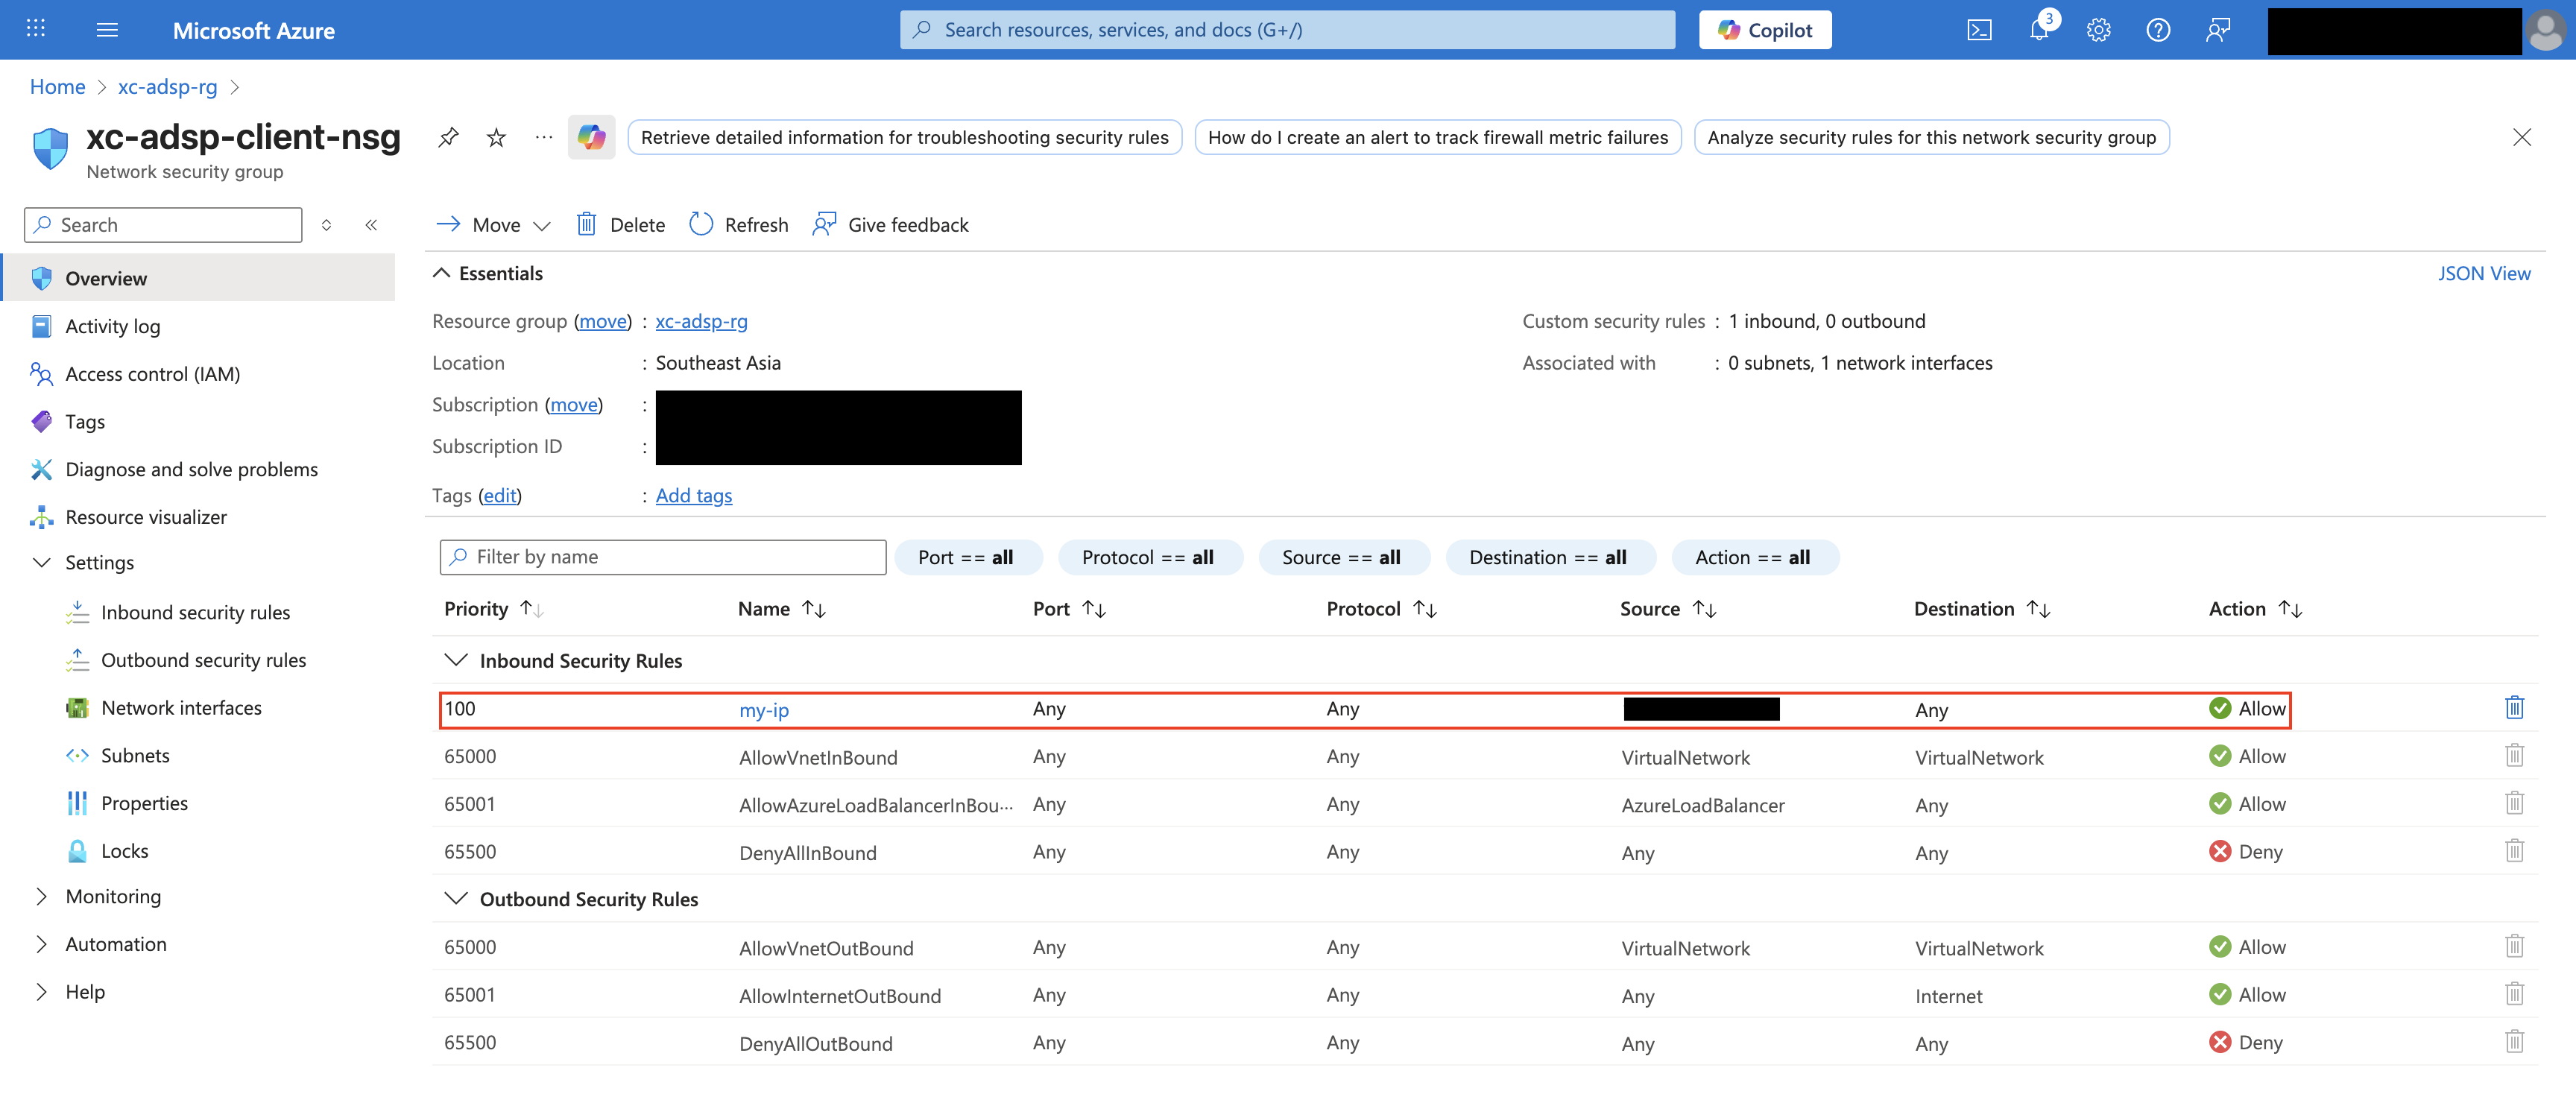 Microsoft Azure
Search resources, services, and docs (G+/)
Copilot
3
Home > xc-adsp-rg >
xc-adsp-client-nsg
Network security group
Retrieve detailed information for troubleshooting security rules
How do I create an alert to track firewall metric failures
Analyze security rules for this network security group
Search
Move
Delete
Refresh
Give feedback
Overview
Activity log
Access control (IAM)
Tags
Diagnose and solve problems
Resource visualizer
Settings
Inbound security rules
Outbound security rules
Network interfaces
Subnets
Properties
Locks
Monitoring
Automation
Help
Essentials
JSON View
Resource group (move) : xc-adsp-rg
Location : Southeast Asia
Subscription (move) :
Subscription ID :
Tags (edit) : Add tags
Custom security rules : 1 inbound, 0 outbound
Associated with : 0 subnets, 1 network interfaces
Filter by name
Port == all
Protocol == all
Source == all
Destination == all
Action == all
Priority Name Port Protocol Source Destination Action
Inbound Security Rules
100 my-ip Any Any Any Allow
65000 AllowVnetInBound Any Any VirtualNetwork VirtualNetwork Allow
65001 AllowAzureLoadBalancerInBou... Any Any AzureLoadBalancer Any Allow
65500 DenyAllInBound Any Any Any Any Deny
Outbound Security Rules
65000 AllowVnetOutBound Any Any VirtualNetwork VirtualNetwork Allow
65001 AllowInternetOutBound Any Any Any Internet Allow
65500 DenyAllOutBound Any Any Any Any Deny